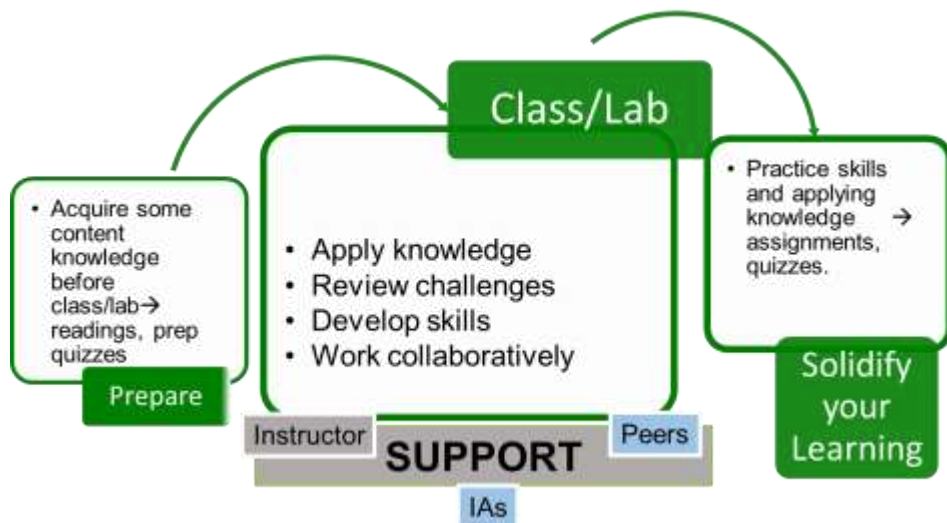 Class/Lab
• Acquire some
content
knowledge
before
class/lab→
readings, prep
quizzes
Prepare
• Apply knowledge
• Review challenges
• Develop skills
• Work collaboratively
• Practice skills
and applying
knowledge →
assignments,
quizzes.
Solidify
your
Learning
Instructor
Peers
SUPPORT
IAs